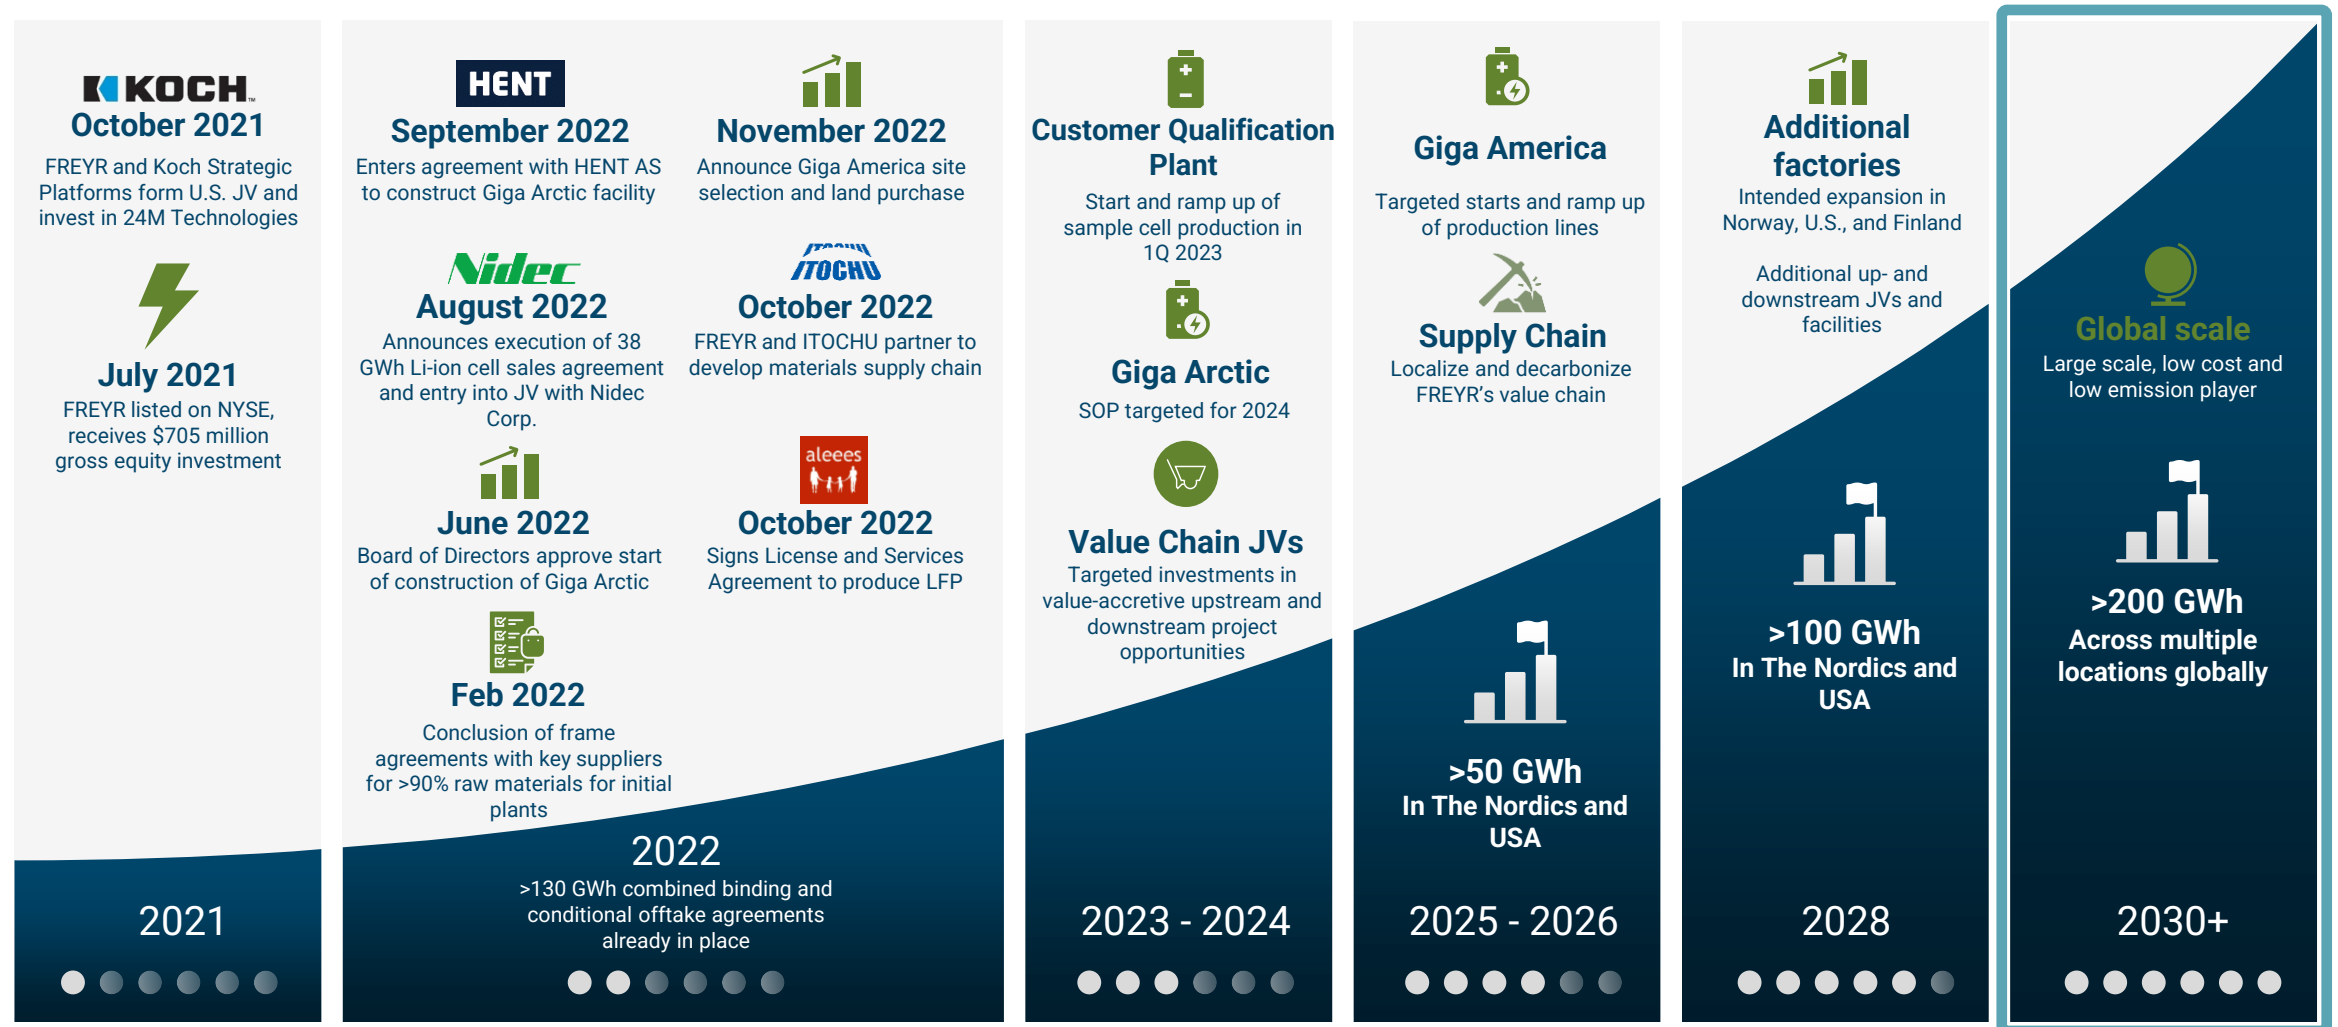 KOCH™
October 2021
FREYR and Koch Strategic
Platforms form U.S. JV and
invest in 24M Technologies
July 2021
FREYR listed on NYSE,
receives $705 million
gross equity investment
2021
HENT
September 2022
Enters agreement with HENT AS
to construct Giga Arctic facility
Nidec
August 2022
Announces execution of 38
GWh Li-ion cell sales agreement
and entry into JV with Nidec
Corp.
June 2022
Board of Directors approve start
of construction of Giga Arctic
Feb 2022
Conclusion of frame
agreements with key suppliers
for >90% raw materials for initial
plants
November 2022
Announce Giga America site
selection and land purchase
ITOCHU
ITOCHU
October 2022
FREYR and ITOCHU partner to
develop materials supply chain
aleees
October 2022
Signs License and Services
Agreement to produce LFP
2022
>130 GWh combined binding and
conditional offtake agreements
already in place
Customer Qualification
Plant
Start and ramp up of
sample cell production in
1Q 2023
Giga Arctic
SOP targeted for 2024
Value Chain JVs
Targeted investments in
value-accretive upstream and
downstream project
opportunities
2023 - 2024
Giga America
Targeted starts and ramp up
of production lines
Supply Chain
Localize and decarbonize
FREYR’s value chain
>50 GWh
In The Nordics and
USA
2025 - 2026
Additional
factories
Intended expansion in
Norway, U.S., and Finland
Additional up- and
downstream JVs and
facilities
>100 GWh
In The Nordics and
USA
2028
Global scale
Large scale, low cost and
low emission player
>200 GWh
Across multiple
locations globally
2030+